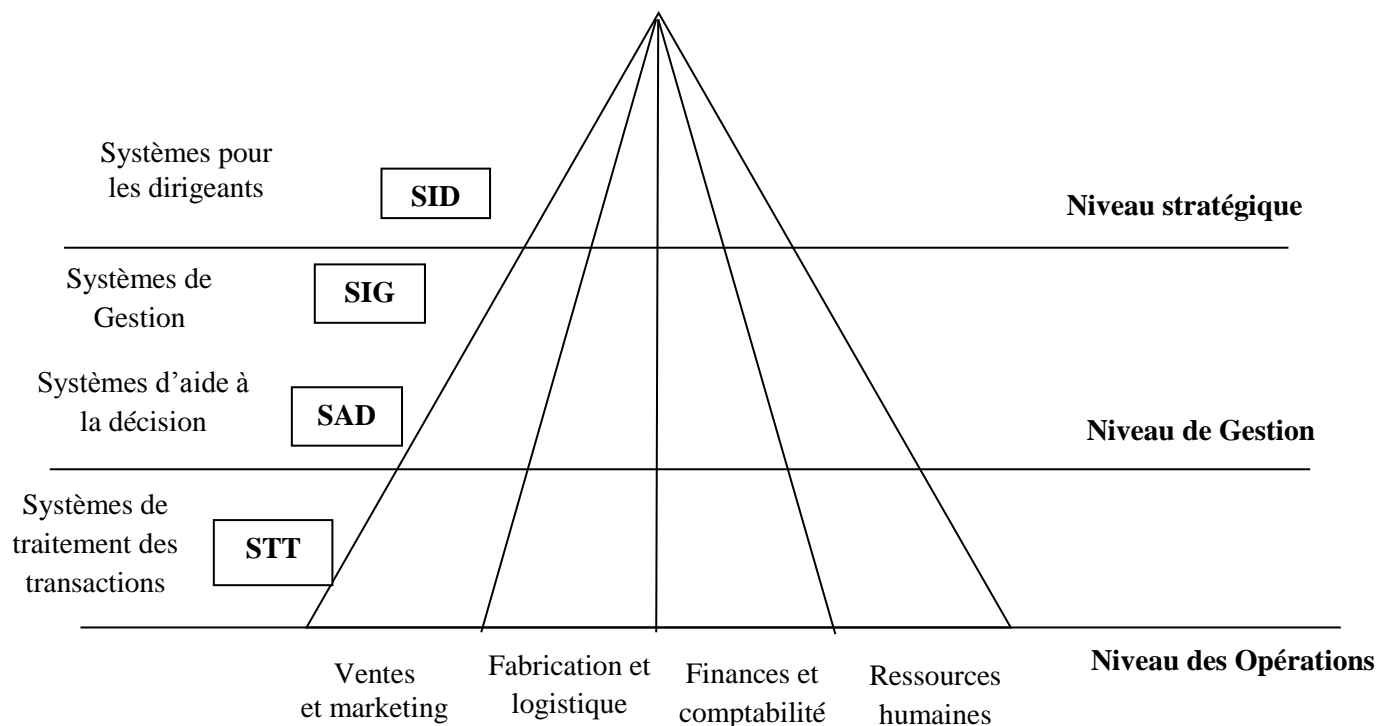 Systèmes pour
les dirigeants
SID
Niveau stratégique
Systèmes de
Gestion
SIG
Systèmes d’aide à
la décision
SAD
Niveau de Gestion
Systèmes de
traitement des
transactions
STT
Niveau des Opérations
Ventes
et marketing
Fabrication et
logistique
Finances et
comptabilité
Ressources
humaines